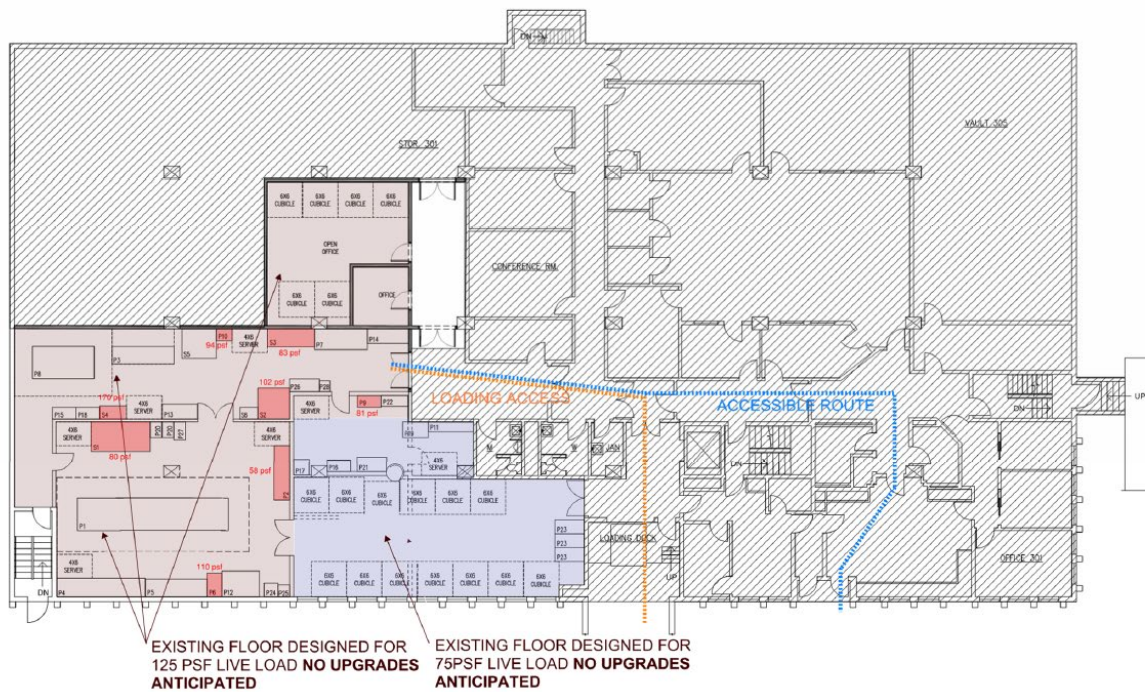 DN
VAULT 305
STOR. 301
6X6
CUBICLE
6X6
CUBICLE
6X6
CUBICLE
6X6
CUBICLE
OPEN
OFFICE
CONFERENCE RM.
6X6
CUBICLE
6X6
CUBICLE
OFFICE
P10
94 psf
4X6
SERVER
S3
83 psf
P7
P14
S5
P3
P8
179 psf
102 psf
P26
P28
LOADING ACCESS
ACCESSIBLE ROUTE
UP
DN
P15
P18
S4
4X6
SERVER
P13
S8
S2
4X6
SERVER
P9
81 psf
P22
4X6
SERVER
S1
80 psf
P20
P20
P27
4X6
SERVER
P11
M
W
JAN
58 psf
P2
P17
P16
P21
4X6
SERVER
6X6
CUBICLE
6X6
CUBICLE
6X6
CUBICLE
6X6
CUBICLE
6X6
CUBICLE
6X6
CUBICLE
P1
P23
P23
P23
LOADING DOCK
UP
OFFICE 301
4X6
SERVER
110 psf
6X6
CUBICLE
6X6
CUBICLE
6X6
CUBICLE
6X6
CUBICLE
6X6
CUBICLE
6X6
CUBICLE
6X6
CUBICLE
DN
P4
P5
P6
P12
P24
P25
EXISTING FLOOR DESIGNED FOR
125 PSF LIVE LOAD NO UPGRADES
ANTICIPATED
EXISTING FLOOR DESIGNED FOR
75PSF LIVE LOAD NO UPGRADES
ANTICIPATED